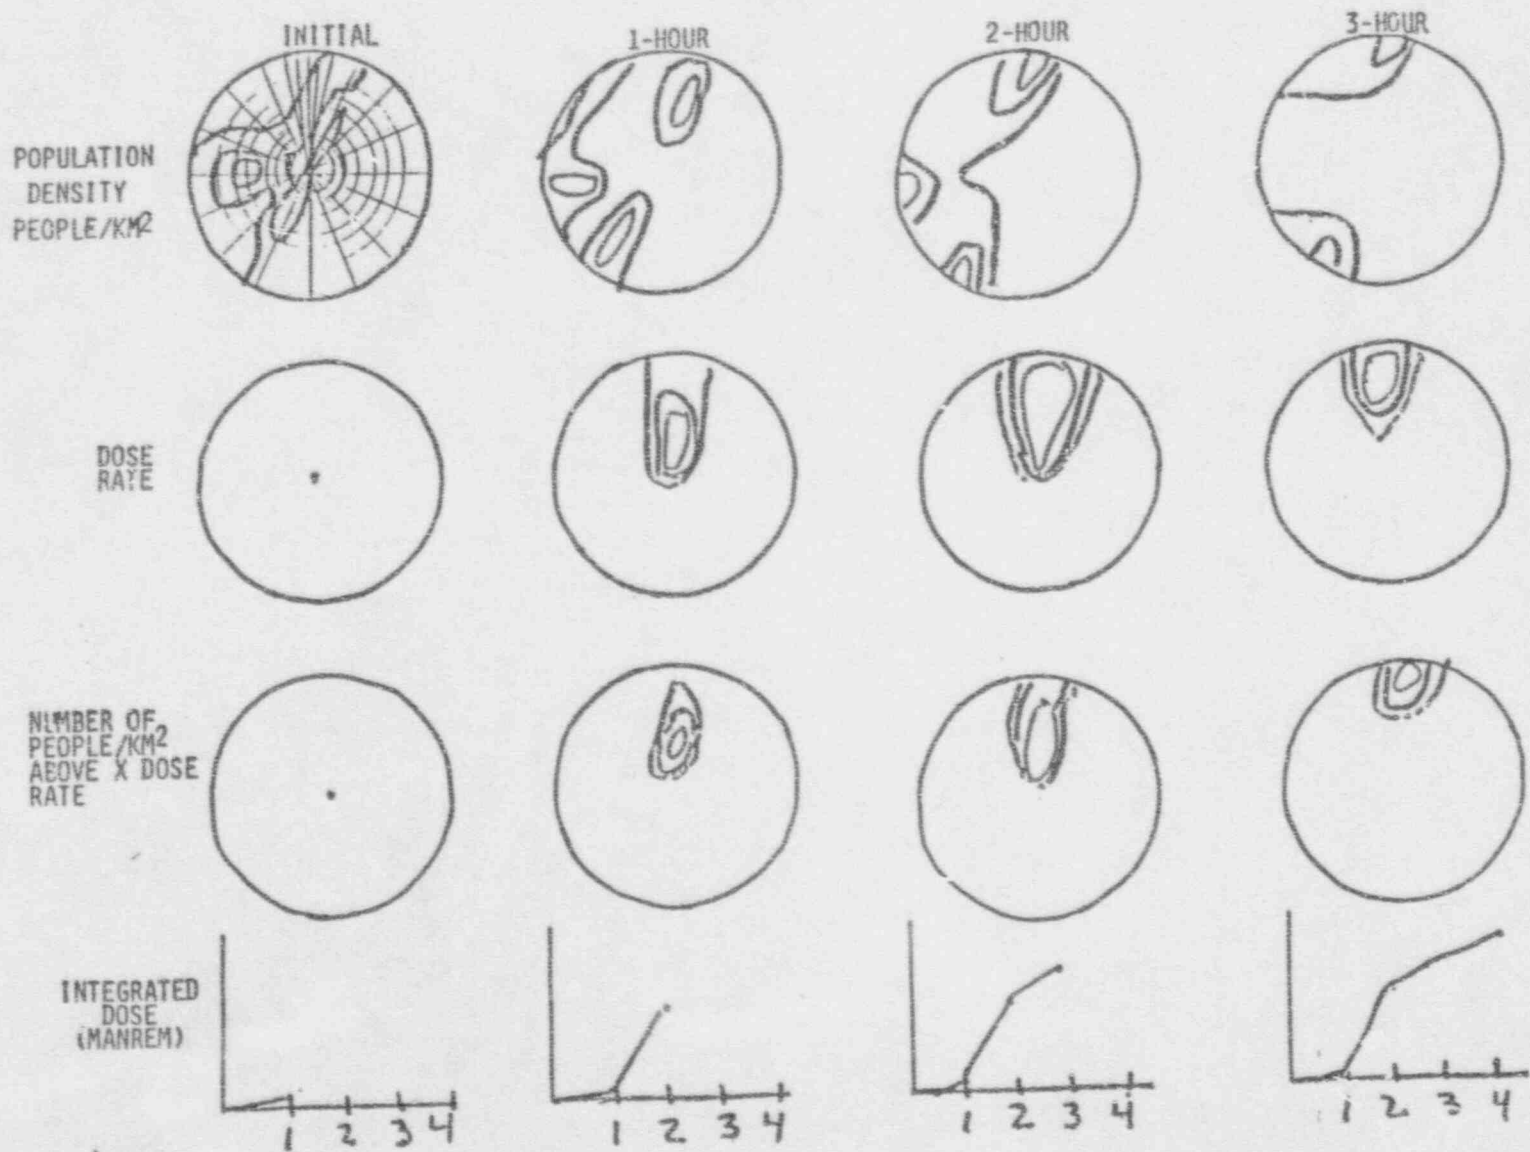 INITIAL
1-HOUR
2-HOUR
3-HOUR
POPULATION
DENSITY
PEOPLE/KM²
DOSE
RATE
NUMBER OF
PEOPLE/KM²
ABOVE X DOSE
RATE
INTEGRATED
DOSE
(MANREM)
1 2 3 4
1 2 3 4
1 2 3 4
1 2 3 4